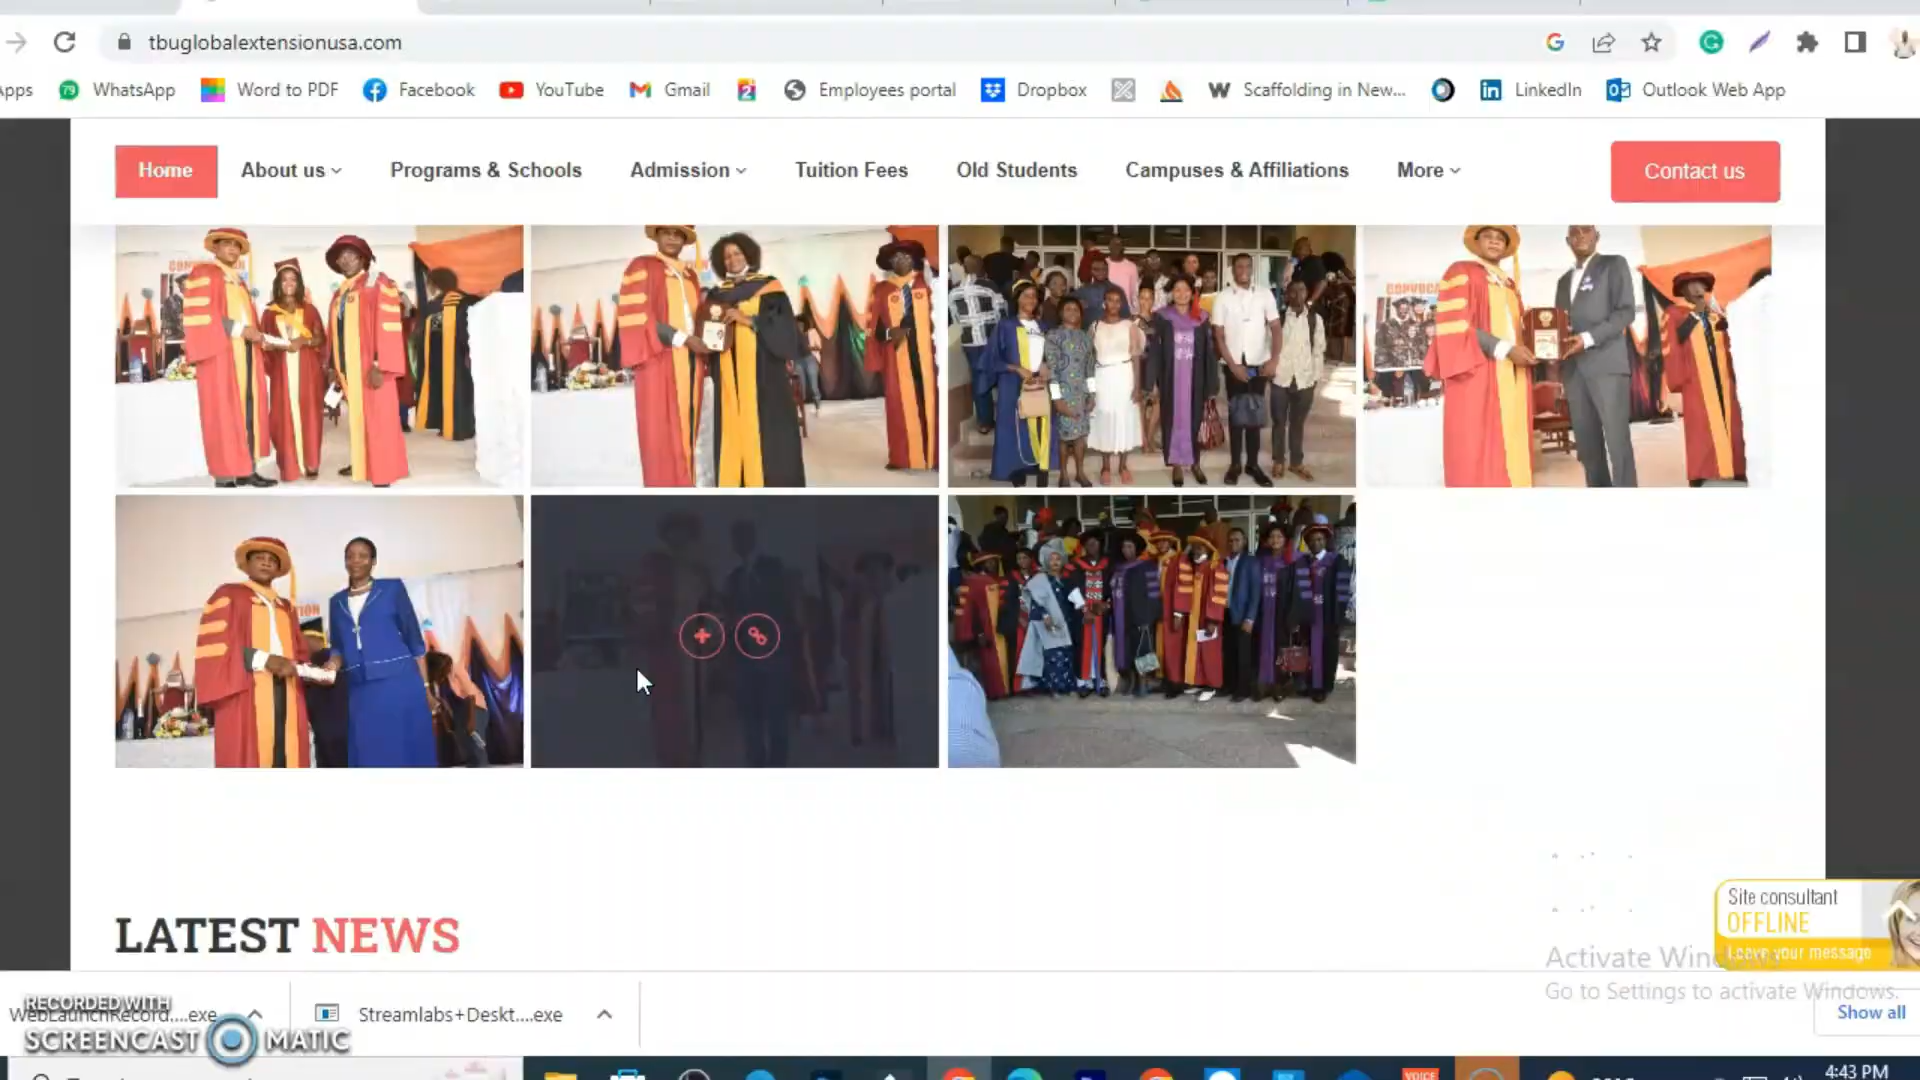 tbuglobalextensionusa.com
WhatsApp Word to PDF Facebook YouTube Gmail Employees portal Dropbox Scaffolding in New... LinkedIn Outlook Web App
Home About us Programs & Schools Admission Tuition Fees Old Students Campuses & Affiliations More Contact us
LATEST NEWS
Site consultant
OFFLINE
Leave your message
Activate Windows
Go to Settings to activate Windows.
RECORDED WITH
SCREENCAST MATIC
WebLaunchRecord....exe Streamlabs+Deskt....exe Show all
4:43 PM